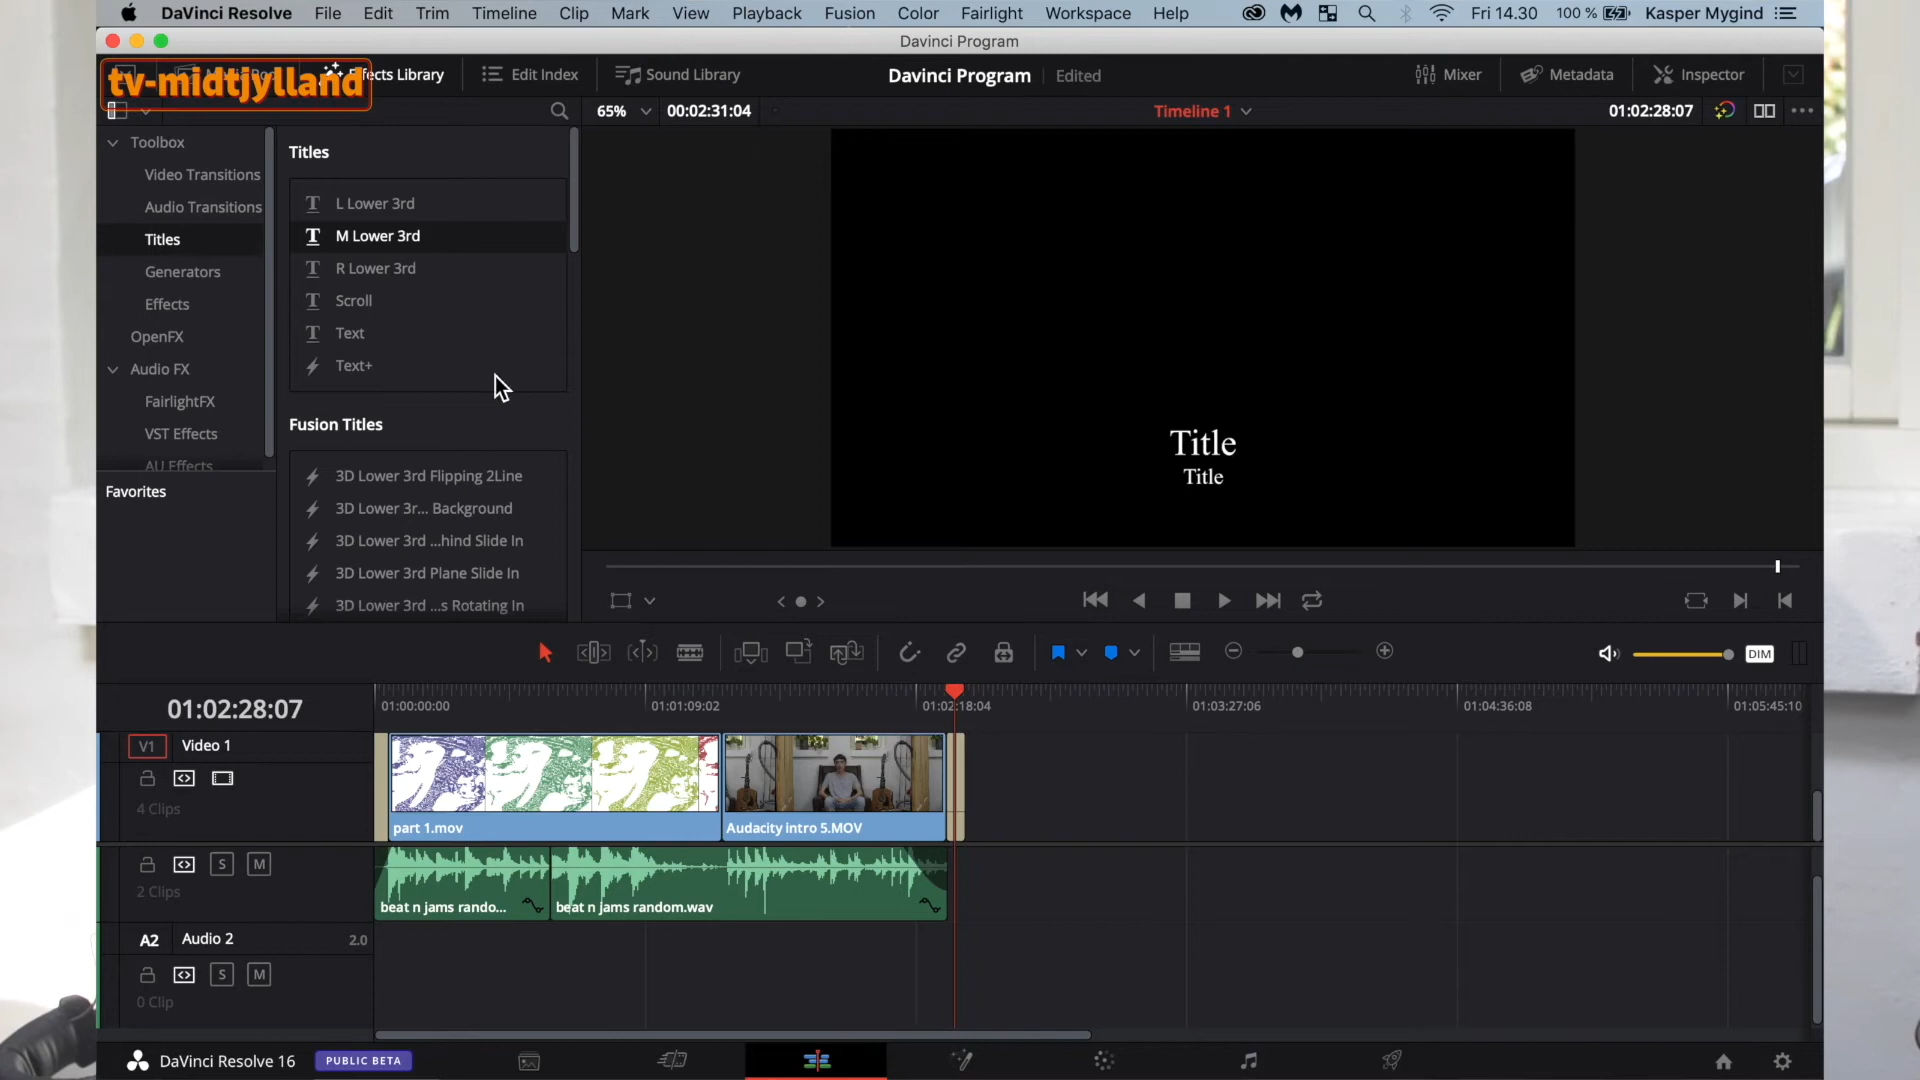 DaVinci Resolve File Edit Trim Timeline Clip Mark View Playback Fusion Color Fairlight Workspace Help Fri 14.30 100 % Kasper Mygind
Davinci Program
tv-midtjylland
Effects Library Edit Index Sound Library Davinci Program Edited Mixer Metadata Inspector
65% 00:02:31:04 Timeline 1 01:02:28:07
Toolbox
Video Transitions
Audio Transitions
Titles
Generators
Effects
OpenFX
Audio FX
FairlightFX
VST Effects
AU Effects
Favorites
Titles
L Lower 3rd
M Lower 3rd
R Lower 3rd
Scroll
Text
Text+
Fusion Titles
3D Lower 3rd Flipping 2Line
3D Lower 3r... Background
3D Lower 3rd ...hind Slide In
3D Lower 3rd Plane Slide In
3D Lower 3rd ...s Rotating In
Title
Title
DIM
01:02:28:07
01:00:00:00 01:01:09:02 01:02:18:04 01:03:27:06 01:04:36:08 01:05:45:10
V1 Video 1
4 Clips
part 1.mov Audacity intro 5.MOV
S M
2 Clips
beat n jams rando... beat n jams random.wav
A2 Audio 2 2.0
S M
0 Clip
DaVinci Resolve 16 PUBLIC BETA